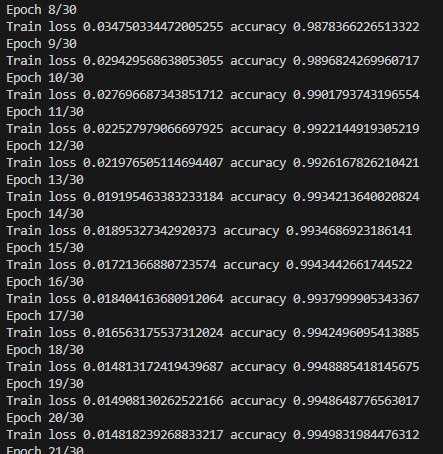 Epoch 8/30
Train loss 0.034750334472005255 accuracy 0.9878366226513322
Epoch 9/30
Train loss 0.029429568638053055 accuracy 0.9896824269960717
Epoch 10/30
Train loss 0.027696687343851712 accuracy 0.9901793743196554
Epoch 11/30
Train loss 0.022527979066697925 accuracy 0.9922144919305219
Epoch 12/30
Train loss 0.021976505114694407 accuracy 0.9926167826210421
Epoch 13/30
Train loss 0.019195463383233184 accuracy 0.9934213640020824
Epoch 14/30
Train loss 0.01895327342920373 accuracy 0.9934686923186141
Epoch 15/30
Train loss 0.01721366880723574 accuracy 0.9943442661744522
Epoch 16/30
Train loss 0.018404163680912064 accuracy 0.9937999905343367
Epoch 17/30
Train loss 0.016563175537312024 accuracy 0.9942496095413885
Epoch 18/30
Train loss 0.014813172419439687 accuracy 0.9948885418145675
Epoch 19/30
Train loss 0.014908130262522166 accuracy 0.9948648776563017
Epoch 20/30
Train loss 0.014818239268833217 accuracy 0.9949831984476312
Epoch 21/30